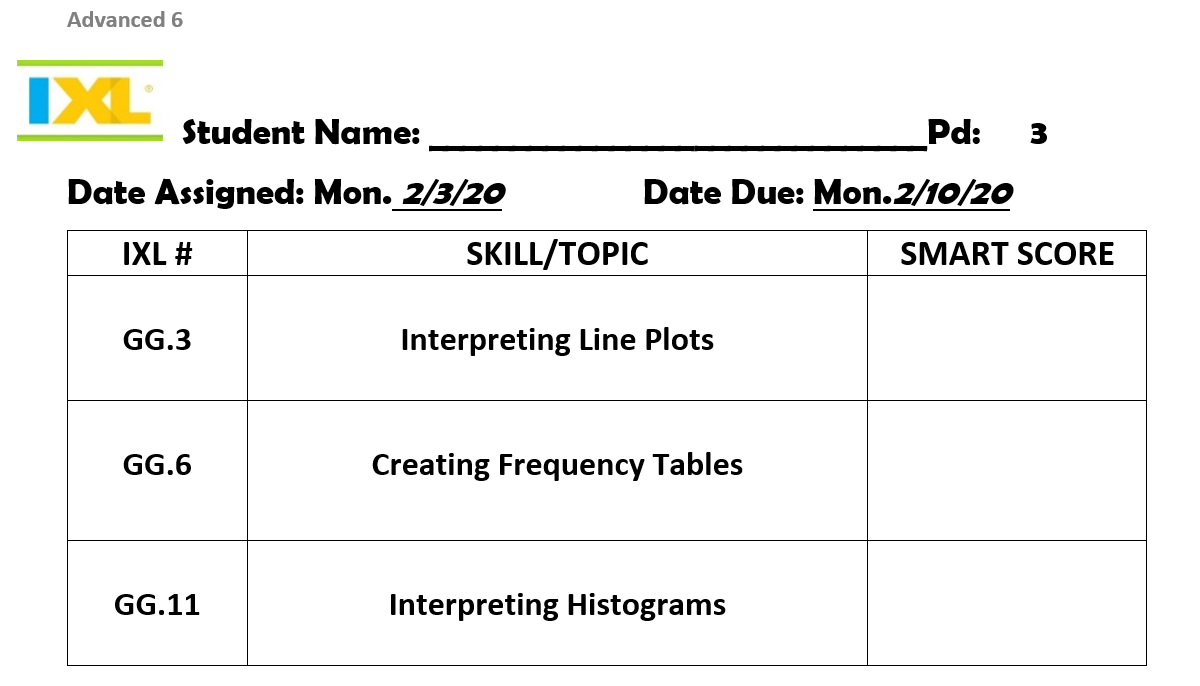 Advanced 6
IXL®
Student Name: ______________________________Pd: 3
Date Assigned: Mon. 2/3/20 Date Due: Mon.2/10/20
IXL # SKILL/TOPIC SMART SCORE
GG.3 Interpreting Line Plots
GG.6 Creating Frequency Tables
GG.11 Interpreting Histograms